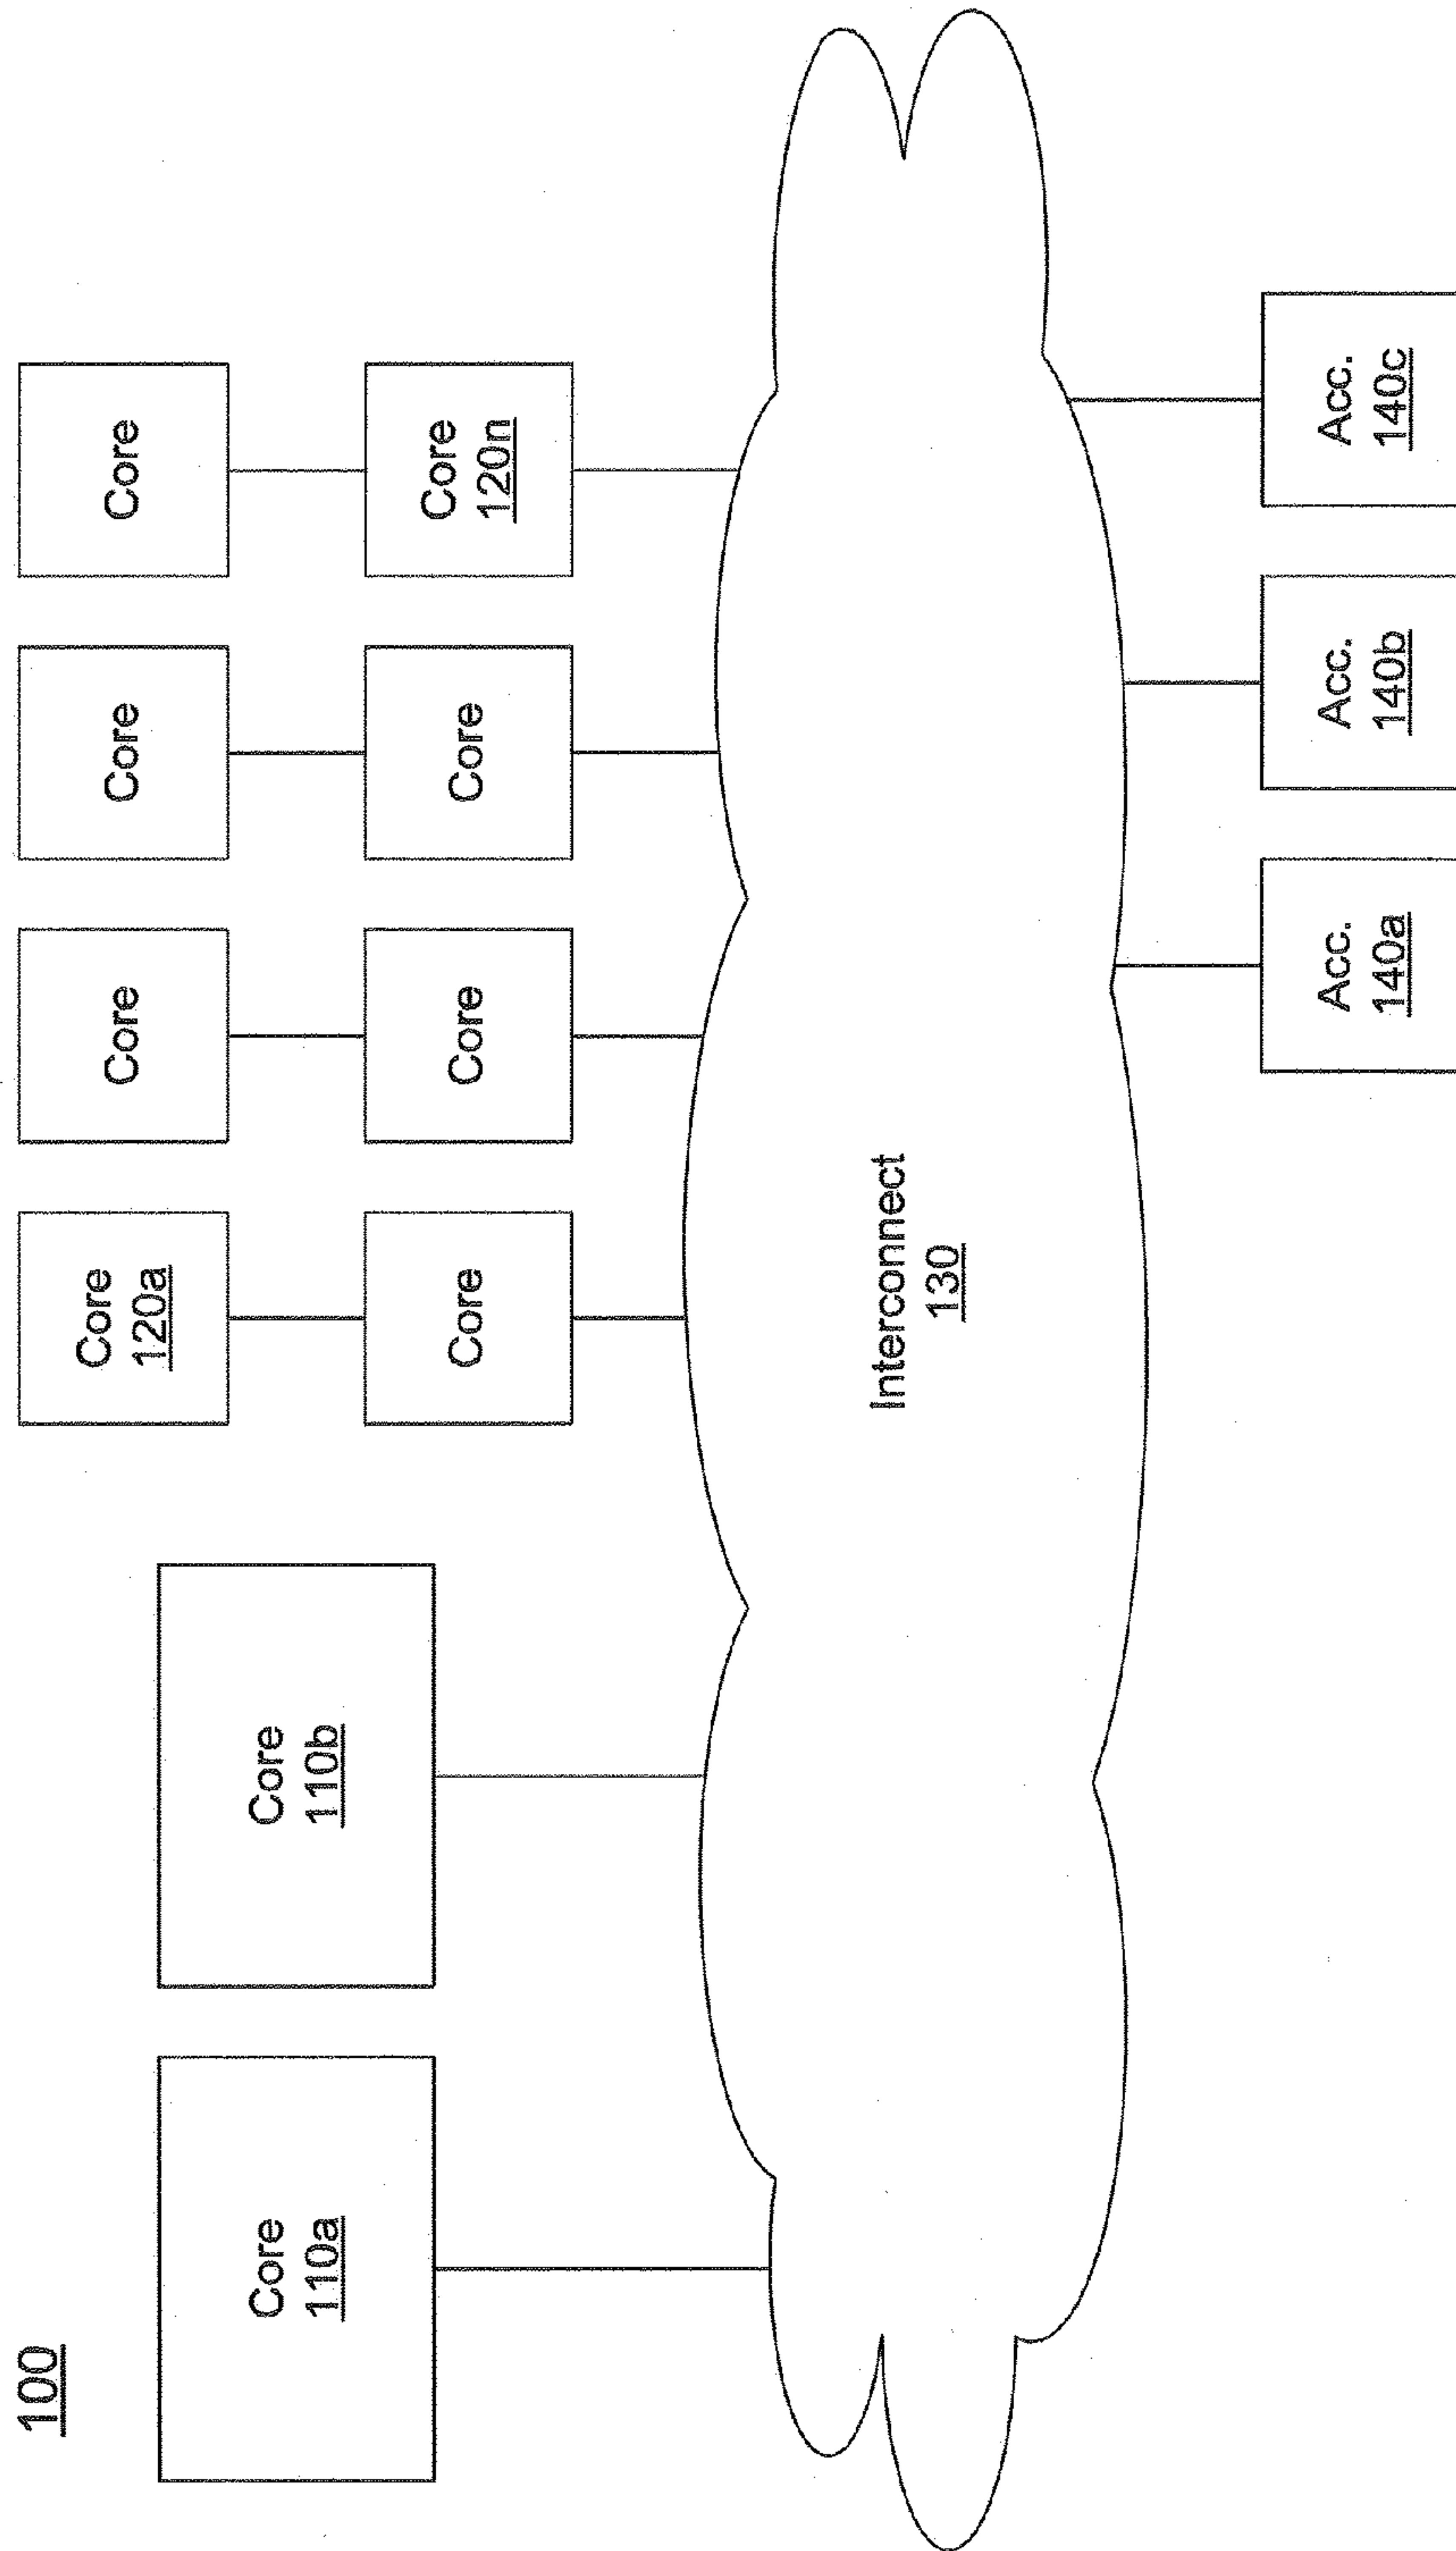 100
Core
110a
Core
110b
Core
120a
Core
Core
Core
Core
Core
Core
Core
120n
Interconnect
130
Acc.
140a
Acc.
140b
Acc.
140c